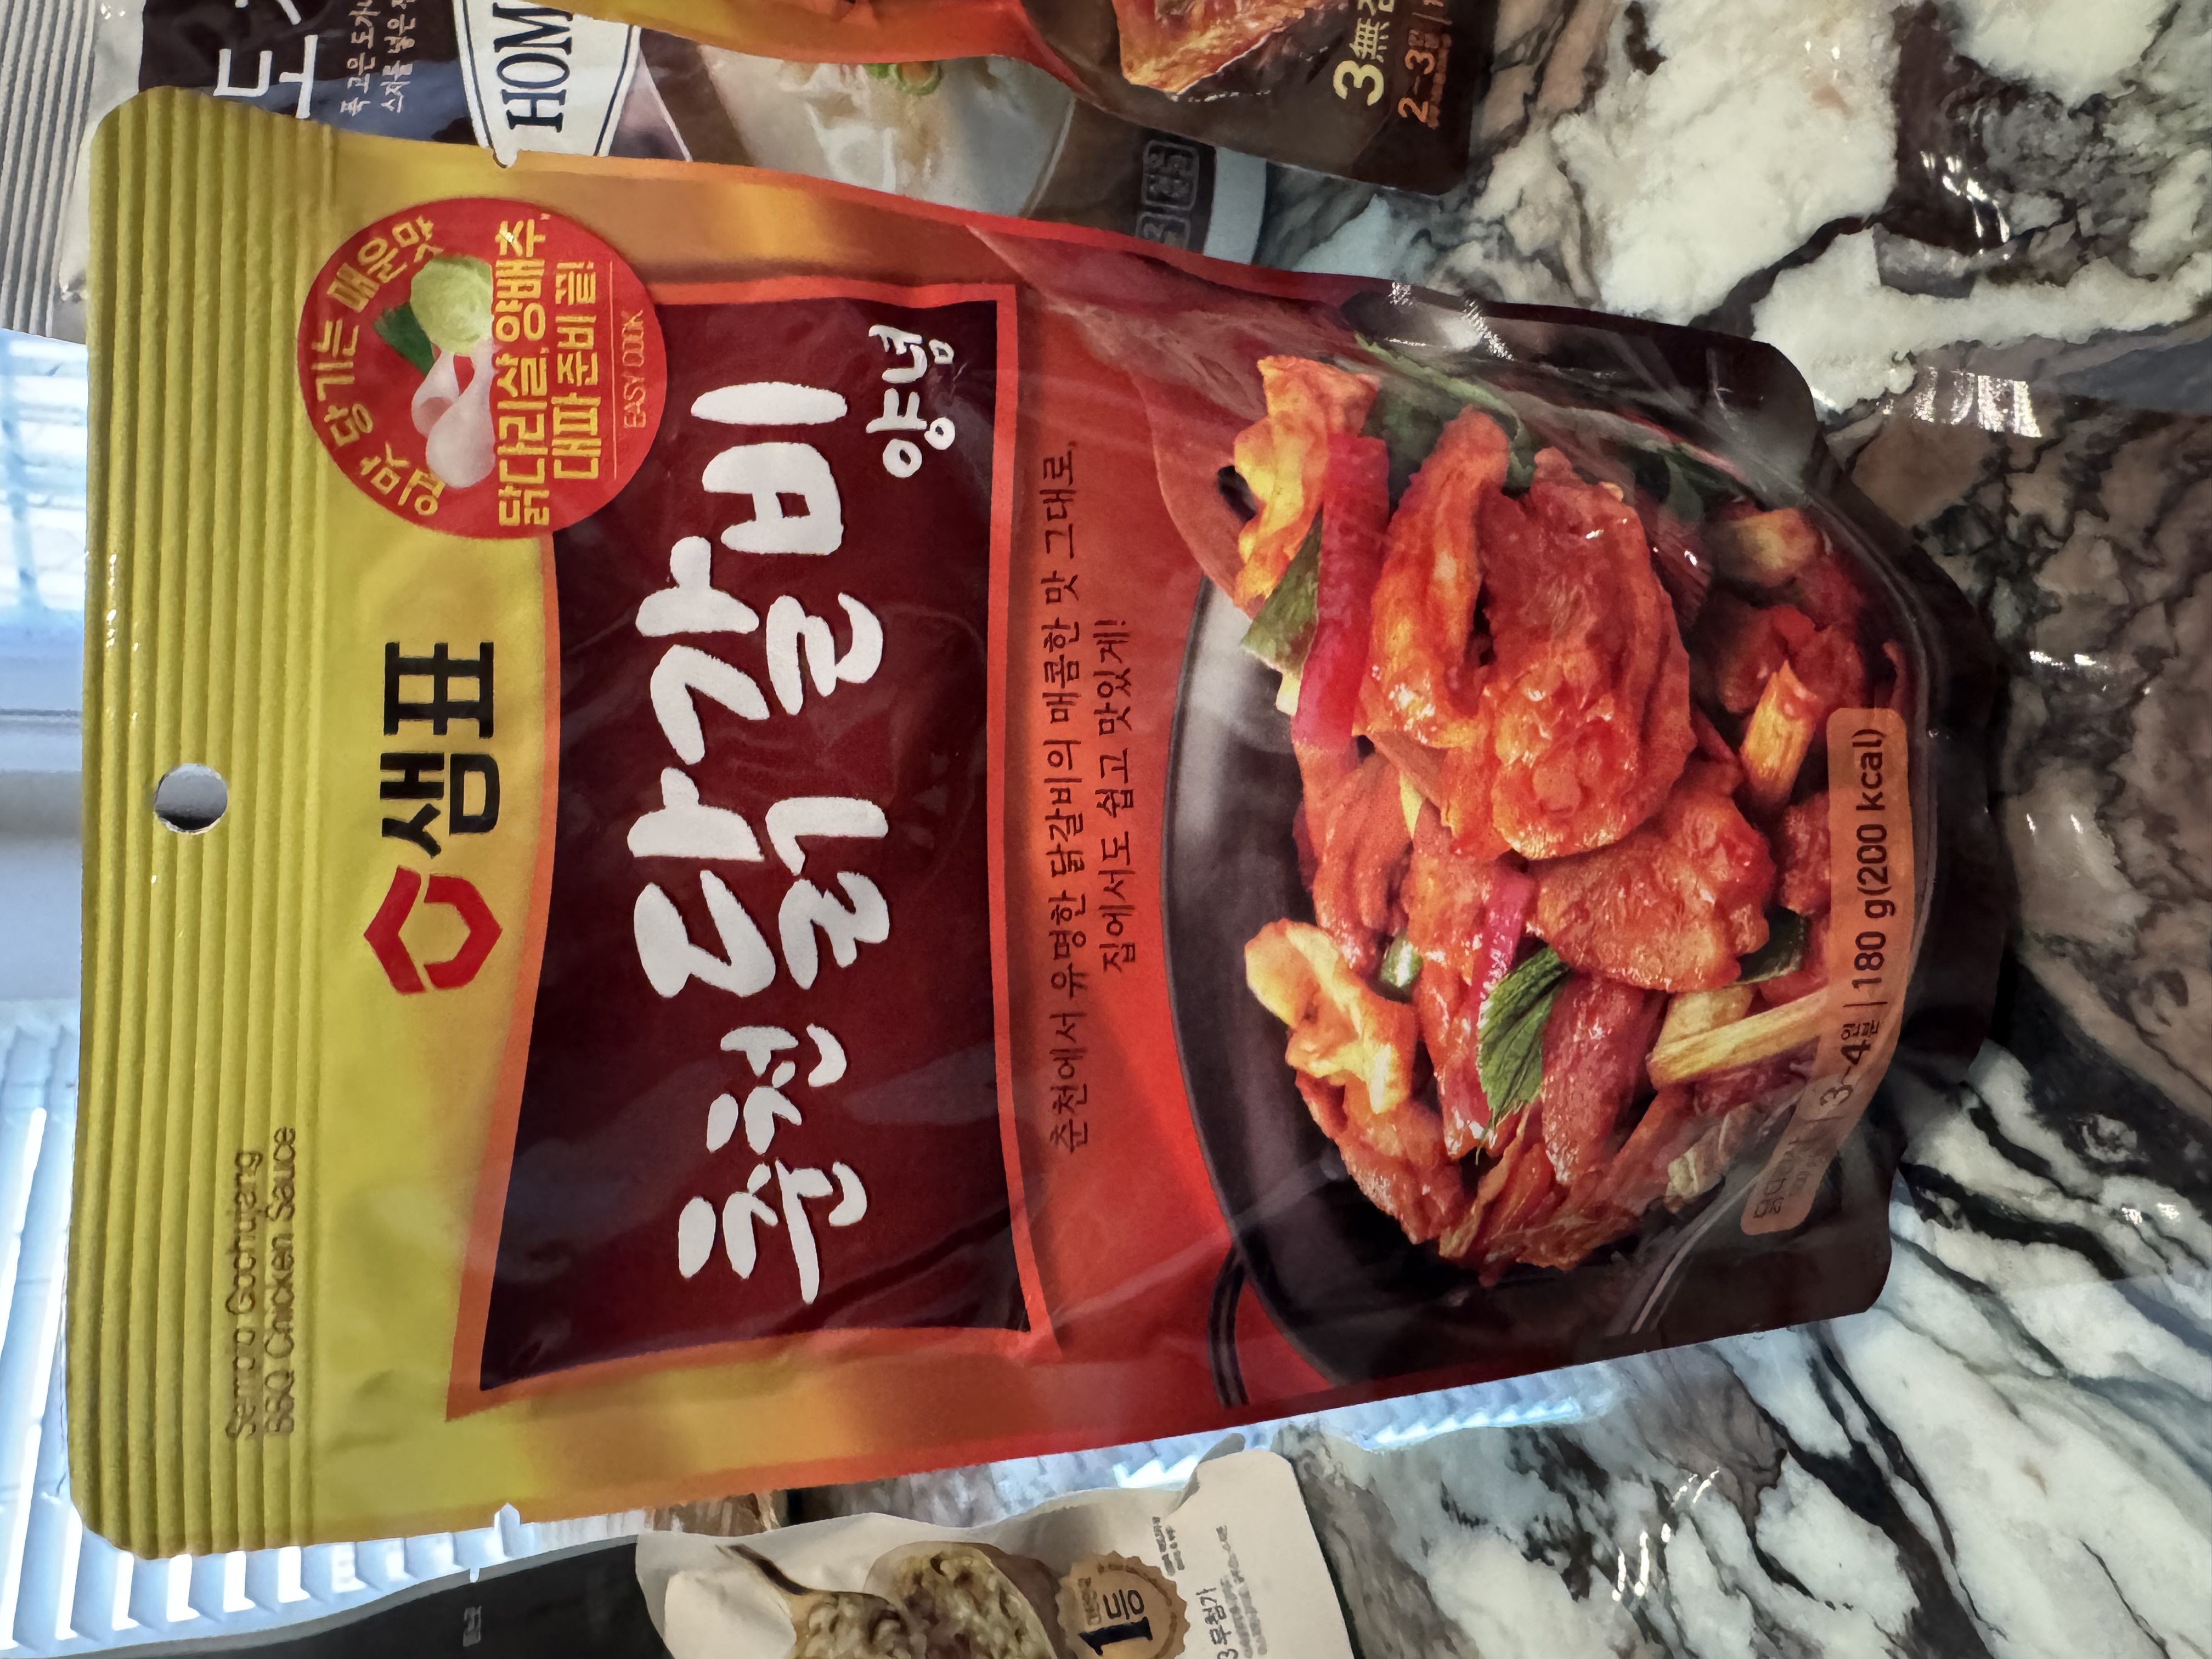 Sempio Gochujang
BBQ Chicken Sauce
샘표
입맛 당기는 매운맛
닭다리살, 양배추,
대파 준비 끝!
EASY COOK
춘천 닭갈비
양념
춘천에서 유명한 닭갈비의 매콤한 맛 그대로,
집에서도 쉽고 맛있게!
3~4인분 | 180 g(200 kcal)
HOM
3無
2~3
1등
3무첨가